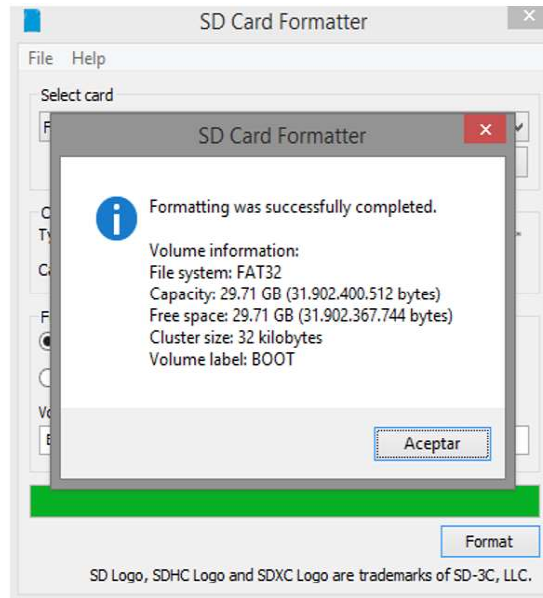 SD Card Formatter
File Help
Select card
SD Card Formatter
Formatting was successfully completed.
Volume information:
File system: FAT32
Capacity: 29.71 GB (31.902.400.512 bytes)
Free space: 29.71 GB (31.902.367.744 bytes)
Cluster size: 32 kilobytes
Volume label: BOOT
Aceptar
Format
SD Logo, SDHC Logo and SDXC Logo are trademarks of SD-3C, LLC.